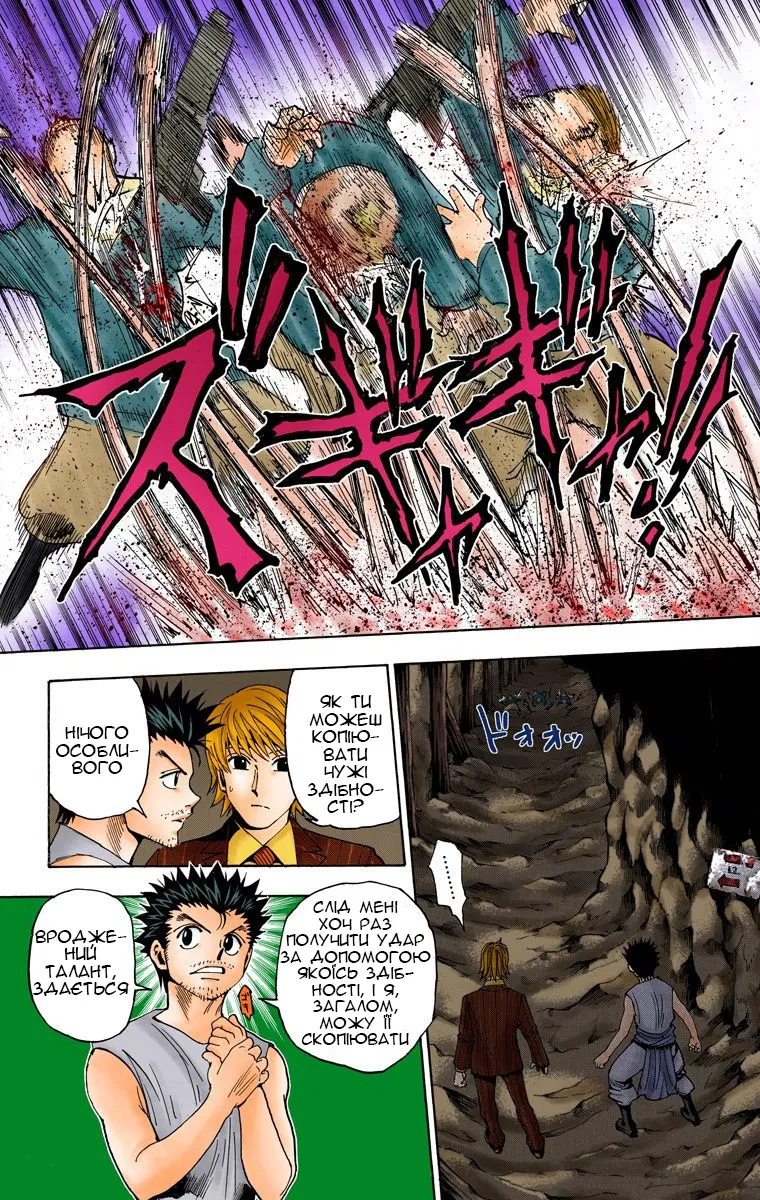 ズギャギャッ!!
ドォォッ
........
ЯК ТИ
МОЖЕШ
КОПІЮ-
ВАТИ
ЧУЖІ
ЗДІБНО-
СТІ?
НІЧОГО
ОСОБЛИ-
ВОГО
СЛІД МЕНІ
ХОЧ РАЗ
ПОЛУЧИТИ УДАР
ЗА ДОПОМОГОЮ
ЯКОЇСЬ ЗДІБ-
НОСТІ, І Я,
ЗАГАЛОМ,
МОЖУ ЇЇ
СКОПІЮВАТИ
ВРОДЖЕ-
НИЙ
ТАЛАНТ,
ЗДАЄТЬСЯ